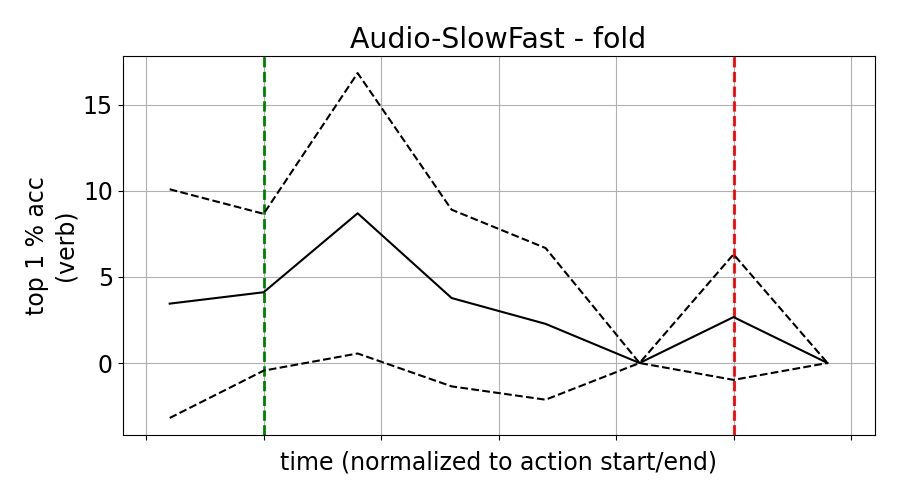 Audio-SlowFast - fold
15
10
5
0
top 1 % acc
(verb)
time (normalized to action start/end)